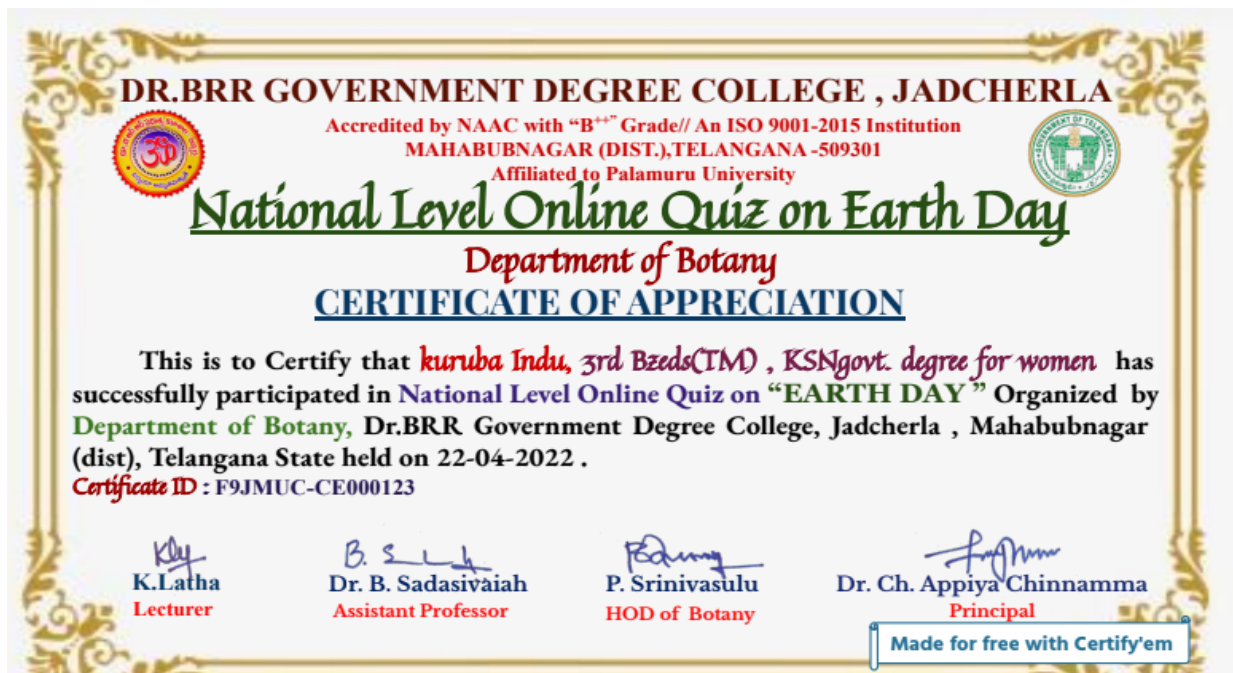 DR.BRR GOVERNMENT DEGREE COLLEGE , JADCHERLA
Accredited by NAAC with “B++” Grade// An ISO 9001-2015 Institution
MAHABUBNAGAR (DIST.),TELANGANA -509301
Affiliated to Palamuru University
GOVERNMENT OF TELANGANA
National Level Online Quiz on Earth Day
Department of Botany
CERTIFICATE OF APPRECIATION
This is to Certify that kuruba Indu, 3rd Bzeds(TM) , KSNgovt. degree for women has
successfully participated in National Level Online Quiz on “EARTH DAY ” Organized by
Department of Botany, Dr.BRR Government Degree College, Jadcherla , Mahabubnagar
(dist), Telangana State held on 22-04-2022 .
Certificate ID : F9JMUC-CE000123
K.Latha
Lecturer
Dr. B. Sadasivaiah
Assistant Professor
P. Srinivasulu
HOD of Botany
Dr. Ch. Appiya Chinnamma
Principal
Made for free with Certify'em